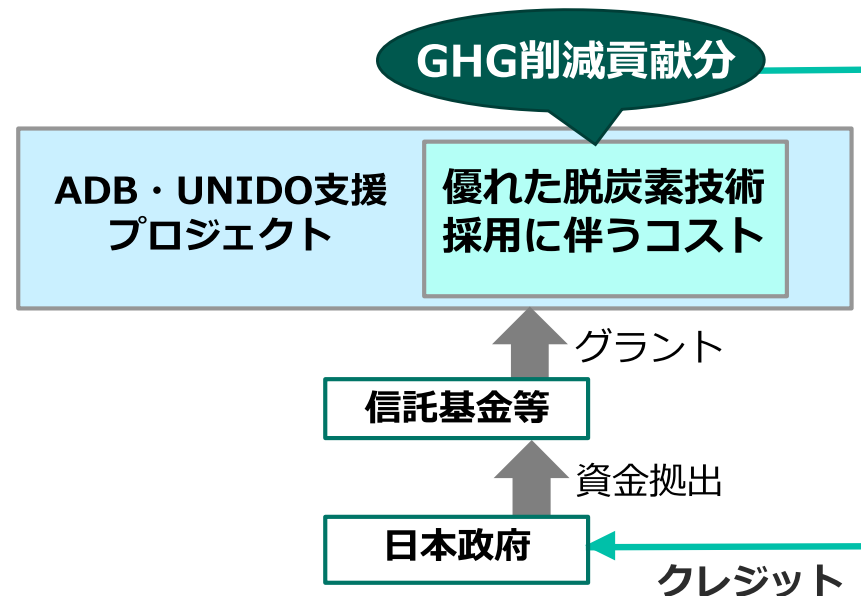 GHG削減貢献分
ADB・UNIDO支援
プロジェクト
優れた脱炭素技術
採用に伴うコスト
グラント
信託基金等
資金拠出
日本政府
クレジット